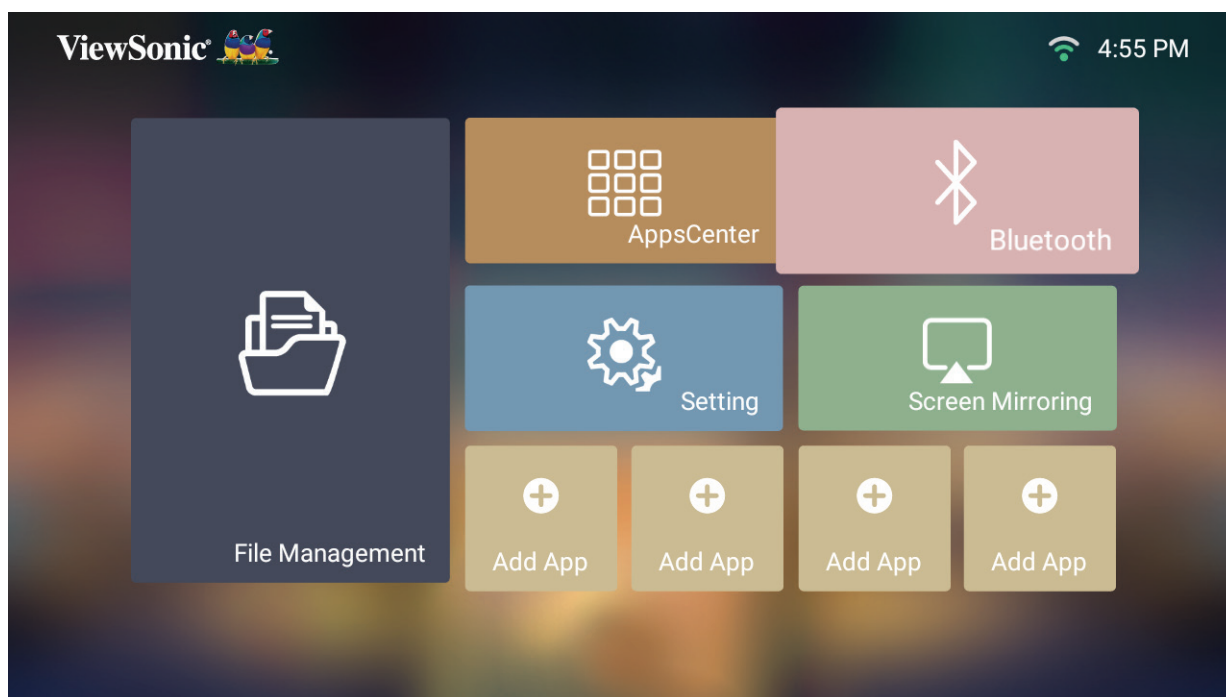 ViewSonic®
4:55 PM
AppsCenter
Bluetooth
Setting
Screen Mirroring
File Management
Add App
Add App
Add App
Add App